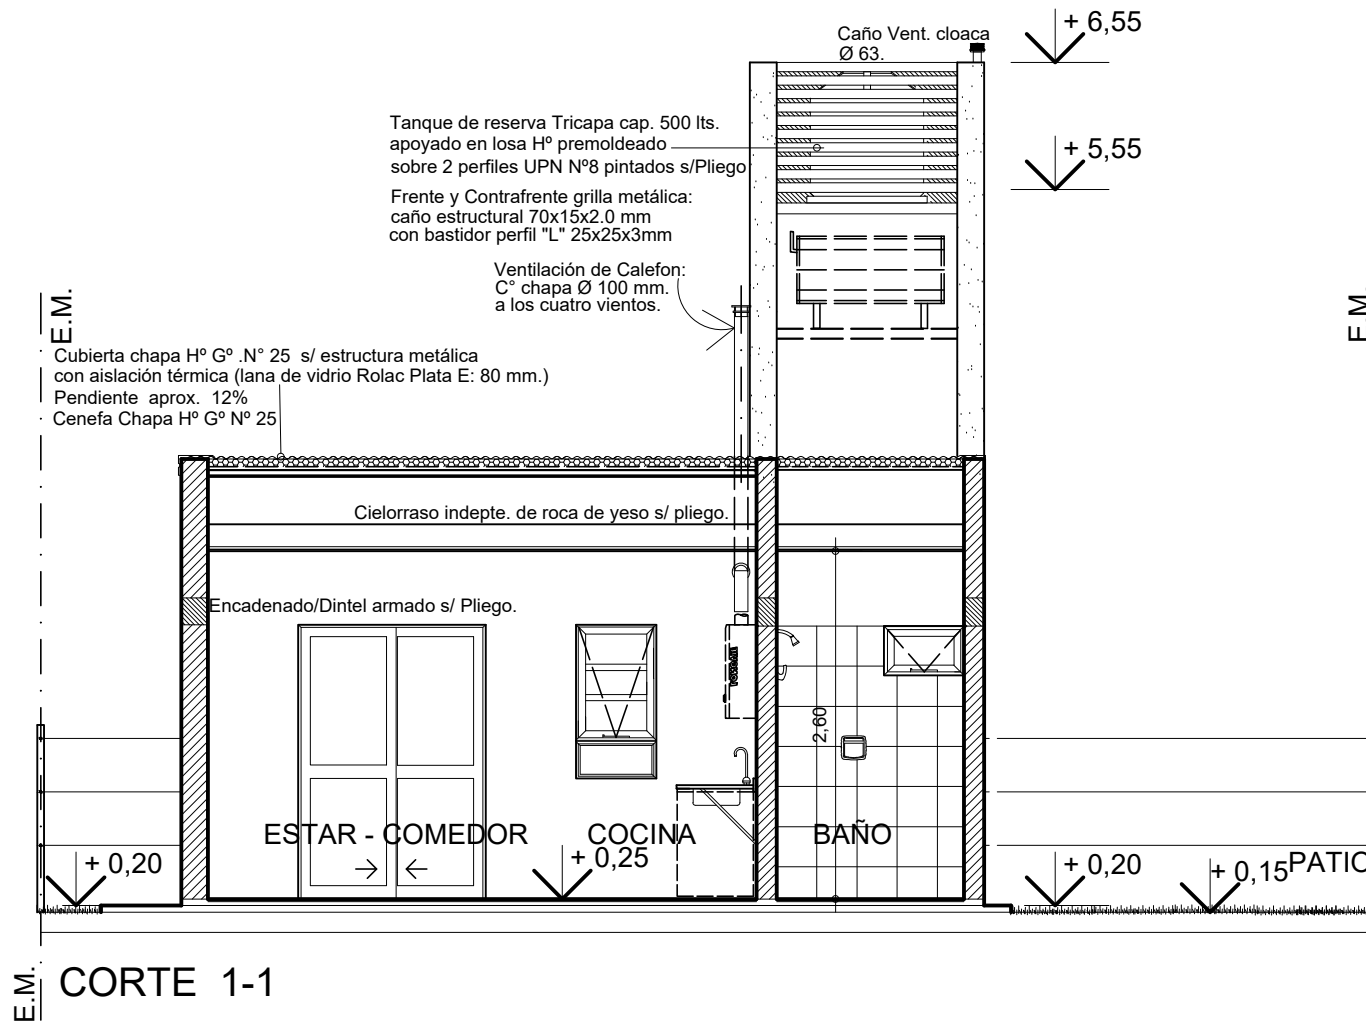 Caño Vent. cloaca
Ø 63.
+ 6,55
Tanque de reserva Tricapa cap. 500 lts.
apoyado en losa Hº premoldeado
sobre 2 perfiles UPN Nº8 pintados s/Pliego
+ 5,55
Frente y Contrafrente grilla metálica:
caño estructural 70x15x2.0 mm
con bastidor perfil "L" 25x25x3mm
Ventilación de Calefon:
C° chapa Ø 100 mm.
a los cuatro vientos.
E.M.
E.M.
Cubierta chapa Hº Gº .N° 25 s/ estructura metálica
con aislación térmica (lana de vidrio Rolac Plata E: 80 mm.)
Pendiente aprox. 12%
Cenefa Chapa Hº Gº Nº 25
Cielorraso indepte. de roca de yeso s/ pliego.
Encadenado/Dintel armado s/ Pliego.
2,60
ESTAR - COMEDOR
COCINA
BAÑO
+ 0,20
+ 0,25
+ 0,20
+ 0,15
PATIO
E.M.
CORTE 1-1